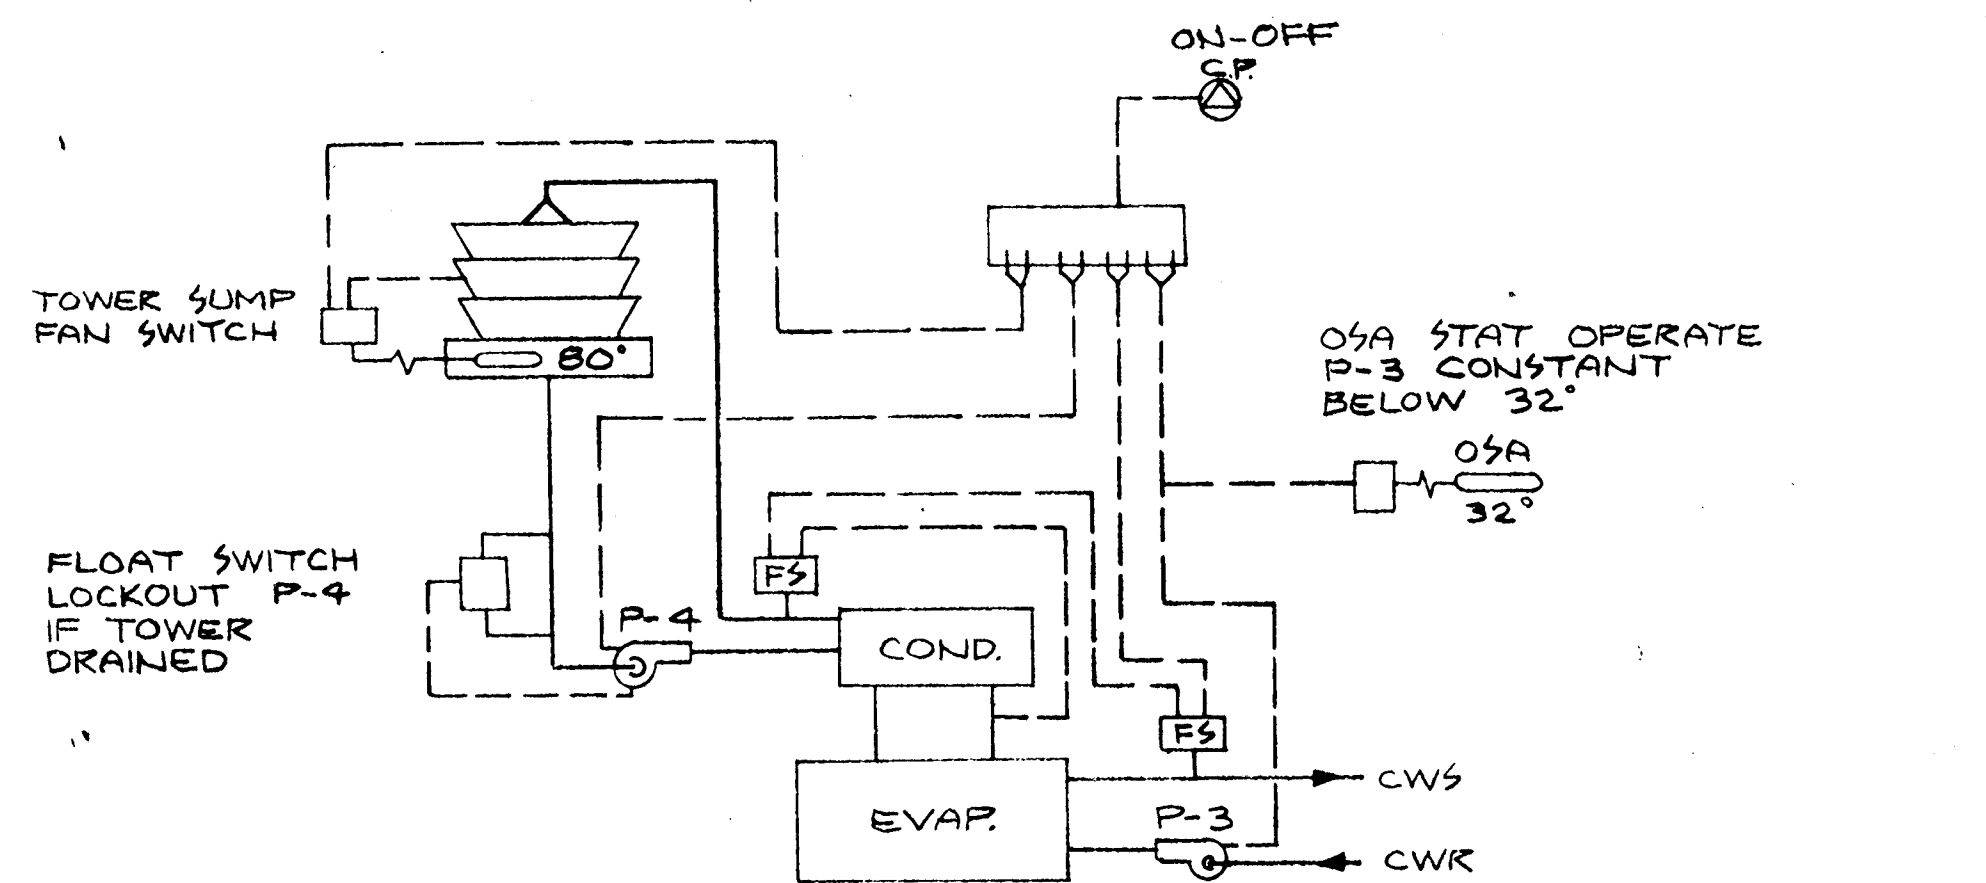 ON-OFF
C.P.
TOWER SUMP
FAN SWITCH
80°
OSA STAT OPERATE
P-3 CONSTANT
BELOW 32°
OSA
32°
FLOAT SWITCH
LOCKOUT P-4
IF TOWER
DRAINED
P-4
FS
COND.
FS
EVAP.
CWS
P-3
CWR